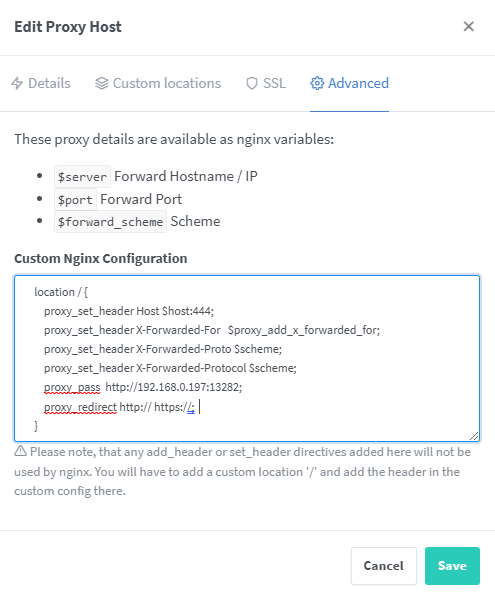 Edit Proxy Host
×
Details Custom locations SSL Advanced
These proxy details are available as nginx variables:
• $server Forward Hostname / IP
• $port Forward Port
• $forward_scheme Scheme
Custom Nginx Configuration
location / {
proxy_set_header Host $host:444;
proxy_set_header X-Forwarded-For $proxy_add_x_forwarded_for;
proxy_set_header X-Forwarded-Proto $scheme;
proxy_set_header X-Forwarded-Protocol $scheme;
proxy_pass http://192.168.0.197:13282;
proxy_redirect http:// https://;
}
Please note, that any add_header or set_header directives added here will not be
used by nginx. You will have to add a custom location '/' and add the header in the
custom config there.
Cancel Save